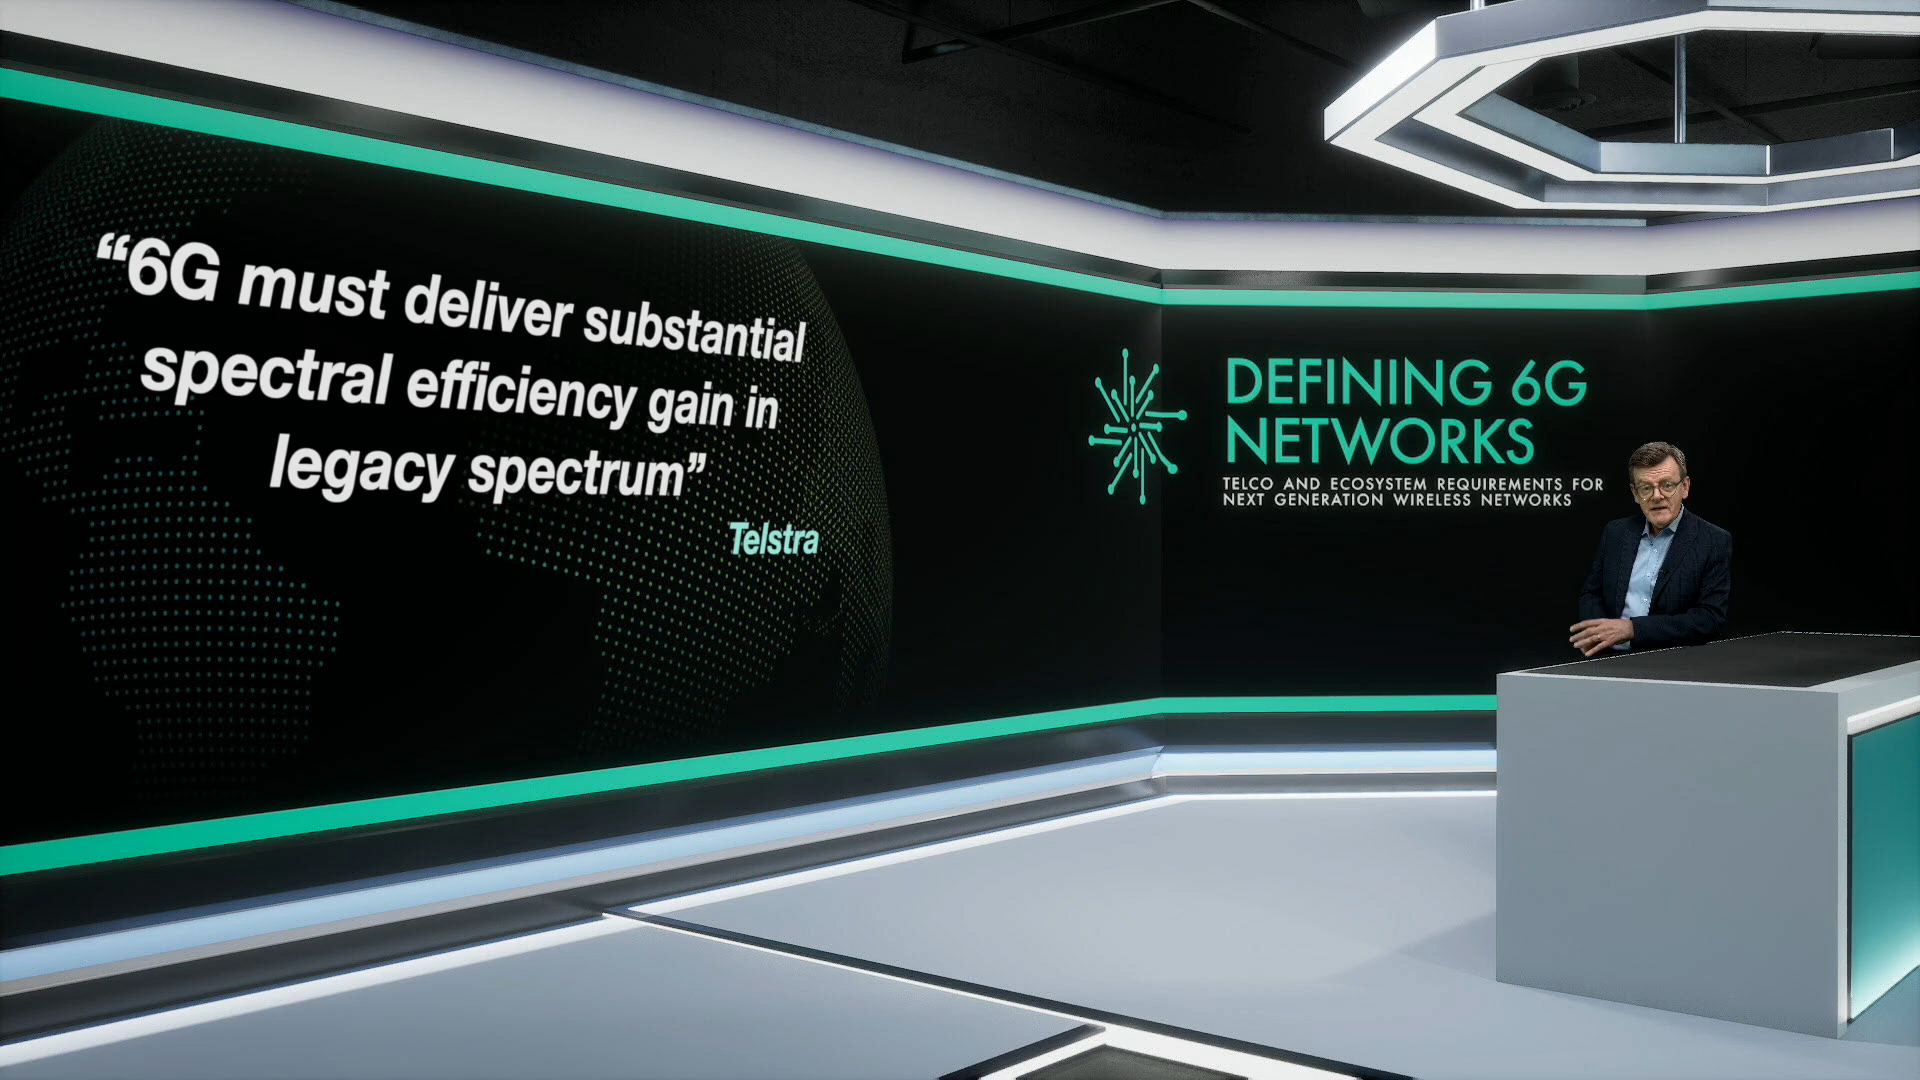 “6G must deliver substantial
spectral efficiency gain in
legacy spectrum”
Telstra
DEFINING 6G
NETWORKS
TELCO AND ECOSYSTEM REQUIREMENTS FOR
NEXT GENERATION WIRELESS NETWORKS